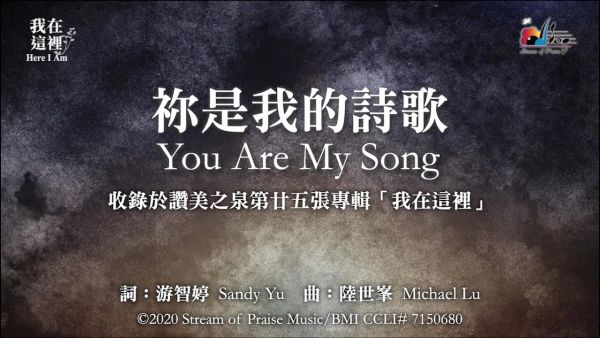 我在
這裡
Here I Am
祢是我的詩歌
You Are My Song
收錄於讚美之泉第廿五張專輯「我在這裡」
詞：游智婷 Sandy Yu 曲：陸世峯 Michael Lu
©2020 Stream of Praise Music/BMI CCLI# 7150680